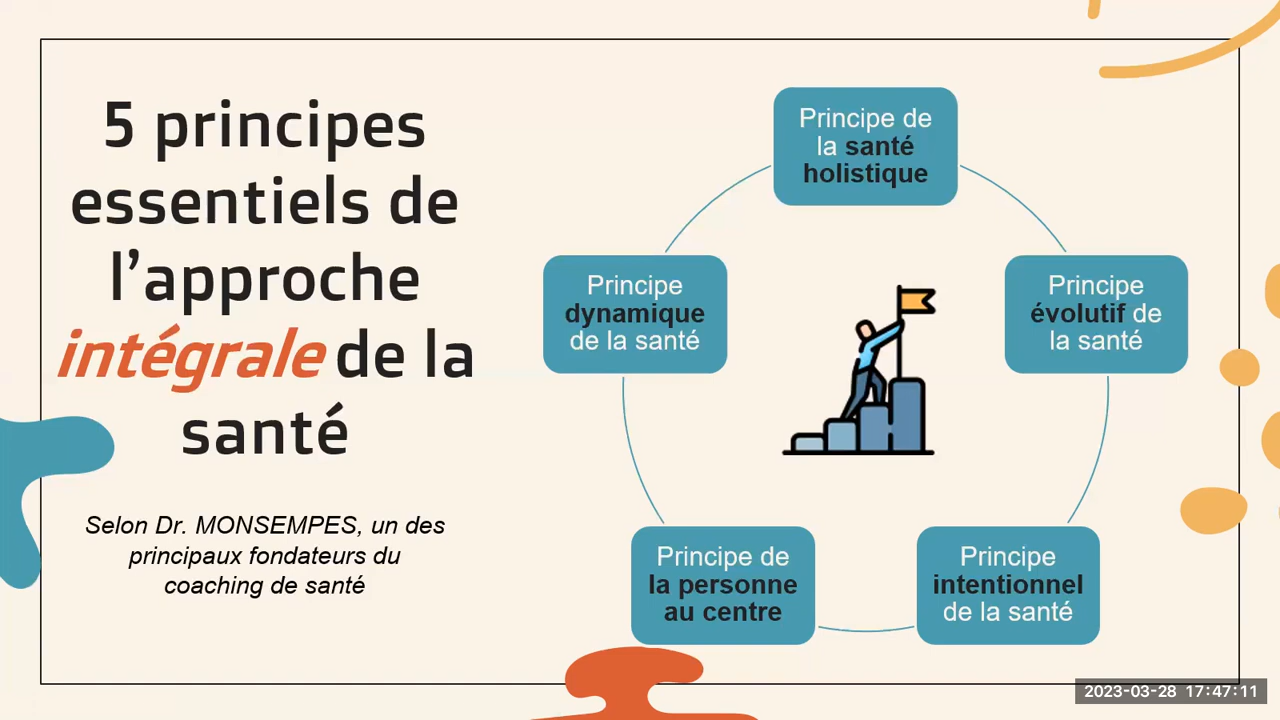 5 principes
essentiels de
l’approche
intégrale de la
santé
Selon Dr. MONSEMPES, un des
principaux fondateurs du
coaching de santé
Principe de
la santé
holistique
Principe
évolutif de
la santé
Principe
intentionnel
de la santé
Principe de
la personne
au centre
Principe
dynamique
de la santé
2023-03-28 17:47:11